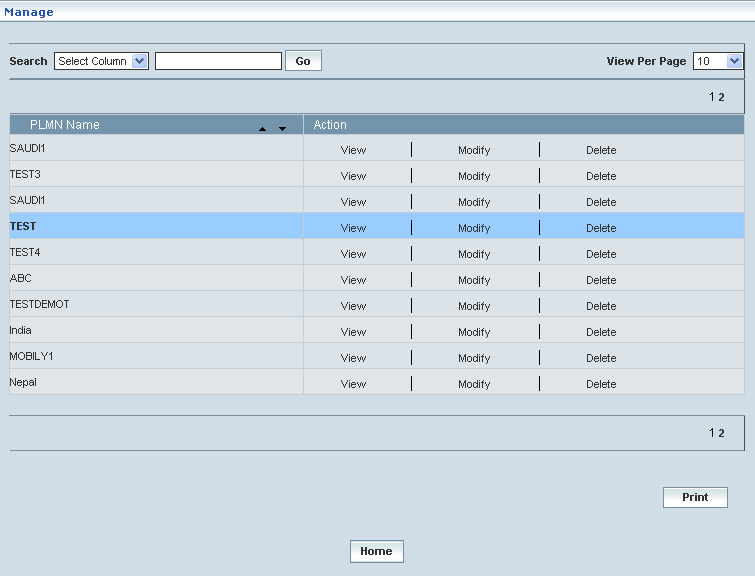 Manage
Search Select Column Go View Per Page 10
1 2
PLMN Name Action
SAUDI1 View Modify Delete
TEST3 View Modify Delete
SAUDI1 View Modify Delete
TEST View Modify Delete
TEST4 View Modify Delete
ABC View Modify Delete
TESTDEMOT View Modify Delete
India View Modify Delete
MOBILY1 View Modify Delete
Nepal View Modify Delete
1 2
Print
Home